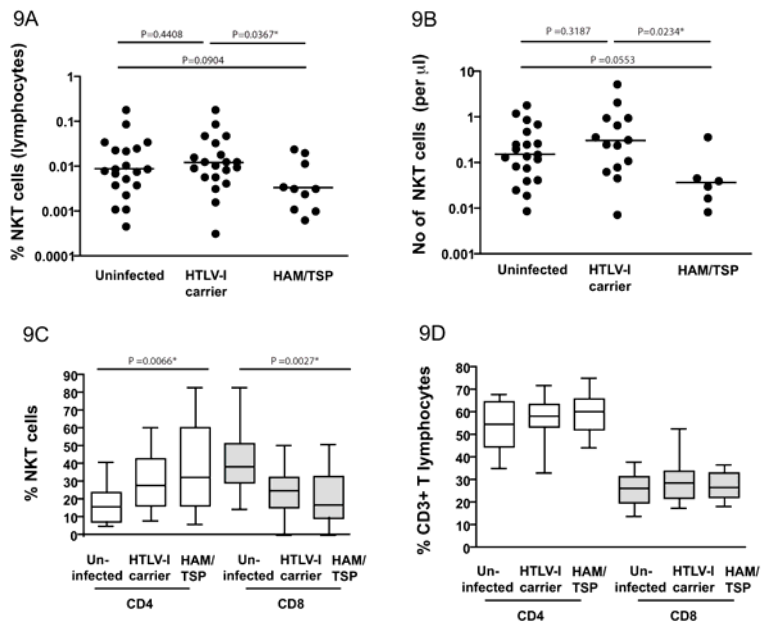 9A
P=0.4408 P=0.0367*
P=0.0904
% NKT cells (lymphocytes)
1
0.1
0.01
0.001
0.0001
Uninfected HTLV-I carrier HAM/TSP
9B
P=0.3187 P=0.0234*
P=0.0553
No of NKT cells (per μl)
10
1
0.1
0.01
.001
Uninfected HTLV-I carrier HAM/TSP
9C
P =0.0066* P =0.0027*
% NKT cells
90
80
70
60
50
40
30
20
10
0
Un- HTLV-I HAM/ Un- HTLV-I HAM/
infected carrier TSP infected carrier TSP
CD4 CD8
9D
% CD3+ T lymphocytes
80
70
60
50
40
30
20
10
0
Un- HTLV-I HAM/ Un- HTLV-I HAM/
infected carrier TSP infected carrier TSP
CD4 CD8